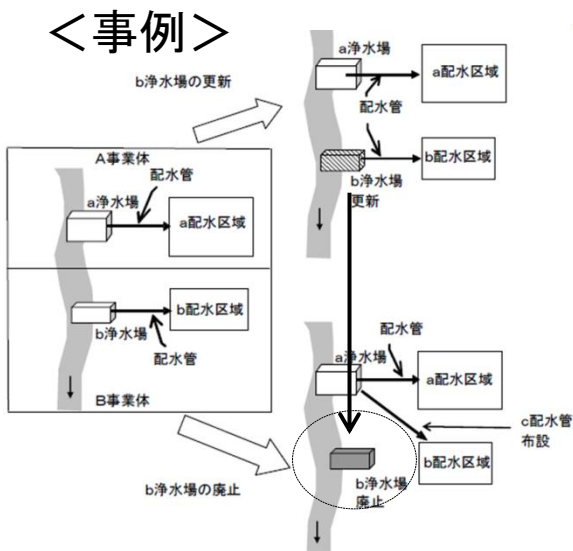 ＜事例＞
b浄水場の更新
a浄水場
a配水区域
配水管
b配水区域
b浄水場
更新
A事業体
配水管
a浄水場
a配水区域
b配水区域
b浄水場
配水管
B事業体
配水管
a浄水場
a配水区域
c配水管
布設
b配水区域
b浄水場
廃止
b浄水場の廃止